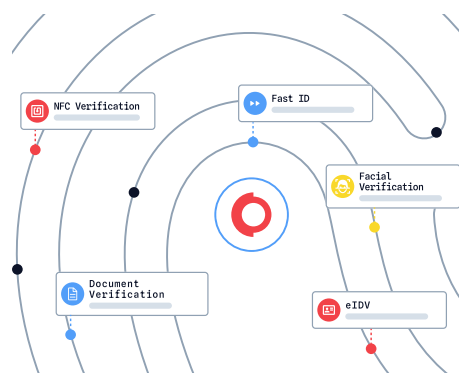 NFC Verification
Fast ID
Facial
Verification
Document
Verification
eIDV